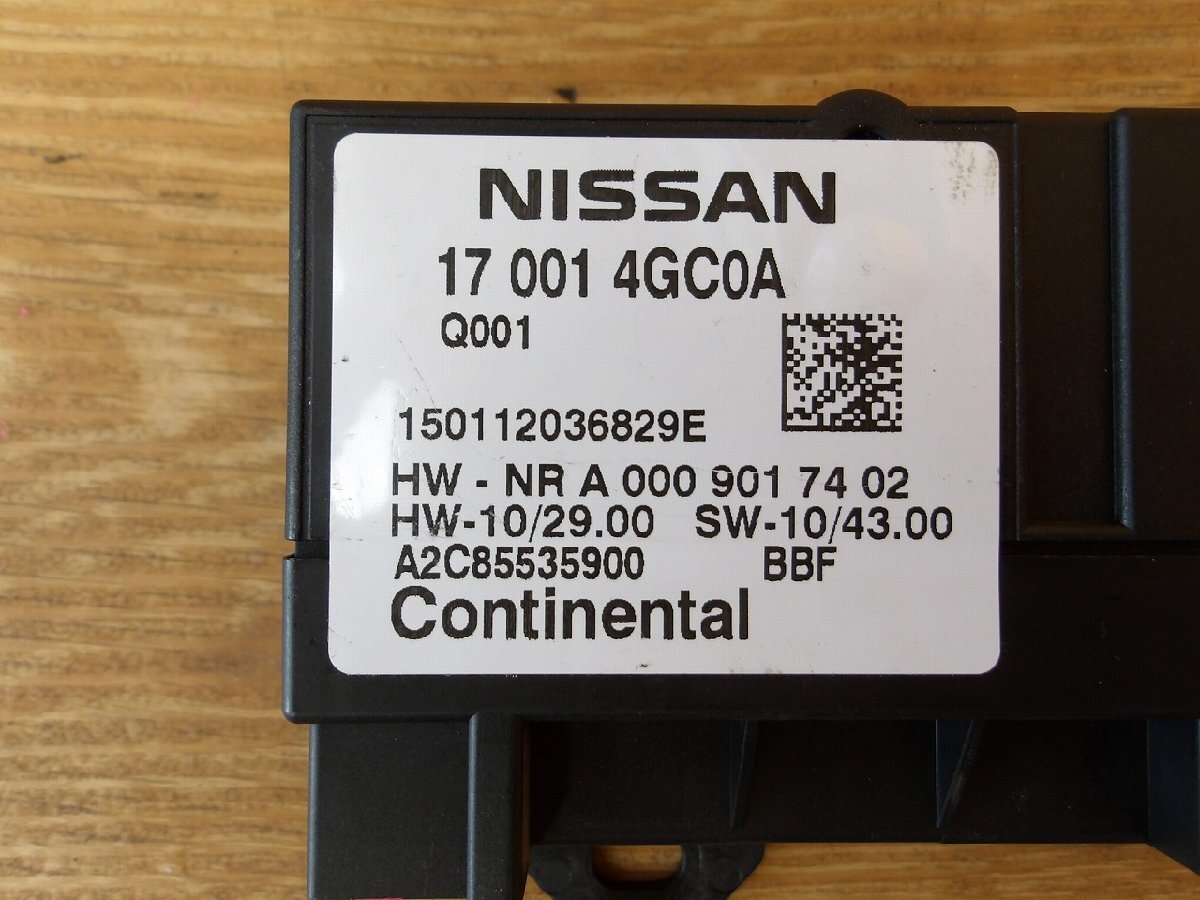 NISSAN
17 001 4GC0A
Q001
150112036829E
HW - NR A 000 901 74 02
HW-10/29.00 SW-10/43.00
A2C85535900 BBF
Continental